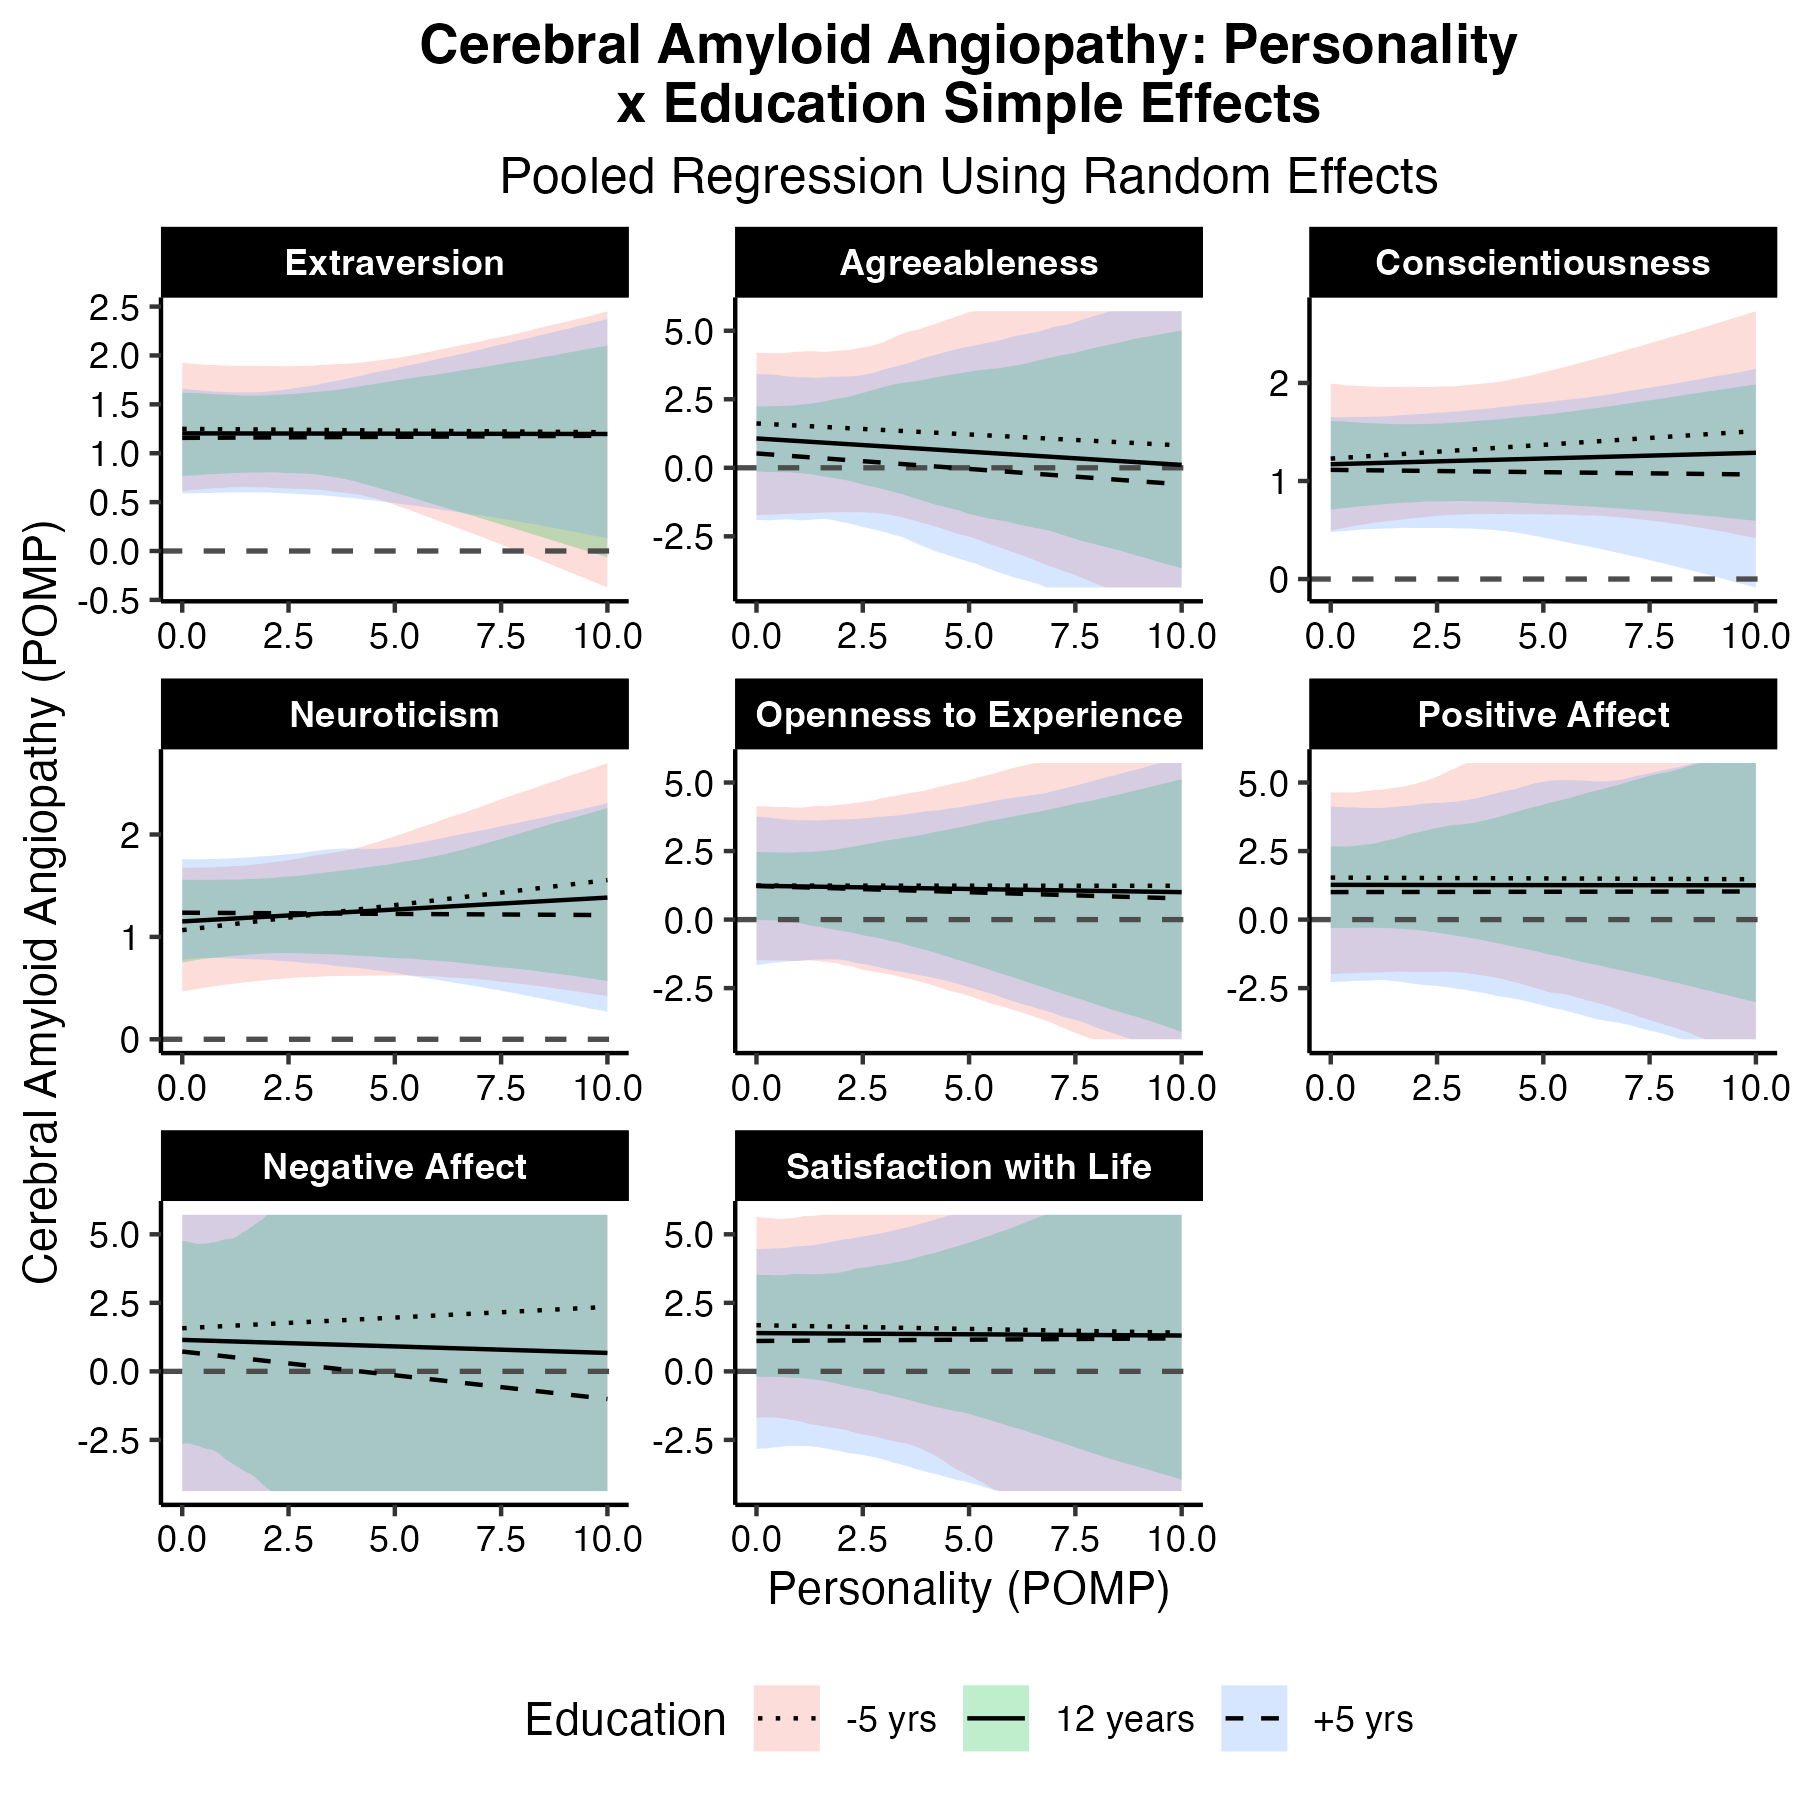 Cerebral Amyloid Angiopathy: Personality
x Education Simple Effects
Pooled Regression Using Random Effects
Cerebral Amyloid Angiopathy (POMP)
Extraversion
2.5
2.0
1.5
1.0
0.5
0.0
-0.5
0.0 2.5 5.0 7.5 10.0
Agreeableness
5.0
2.5
0.0
-2.5
0.0 2.5 5.0 7.5 10.0
Conscientiousness
2
1
0
0.0 2.5 5.0 7.5 10.0
Neuroticism
2
1
0
0.0 2.5 5.0 7.5 10.0
Openness to Experience
5.0
2.5
0.0
-2.5
0.0 2.5 5.0 7.5 10.0
Positive Affect
5.0
2.5
0.0
-2.5
0.0 2.5 5.0 7.5 10.0
Negative Affect
5.0
2.5
0.0
-2.5
0.0 2.5 5.0 7.5 10.0
Satisfaction with Life
5.0
2.5
0.0
-2.5
0.0 2.5 5.0 7.5 10.0
Personality (POMP)
Education -5 yrs 12 years +5 yrs